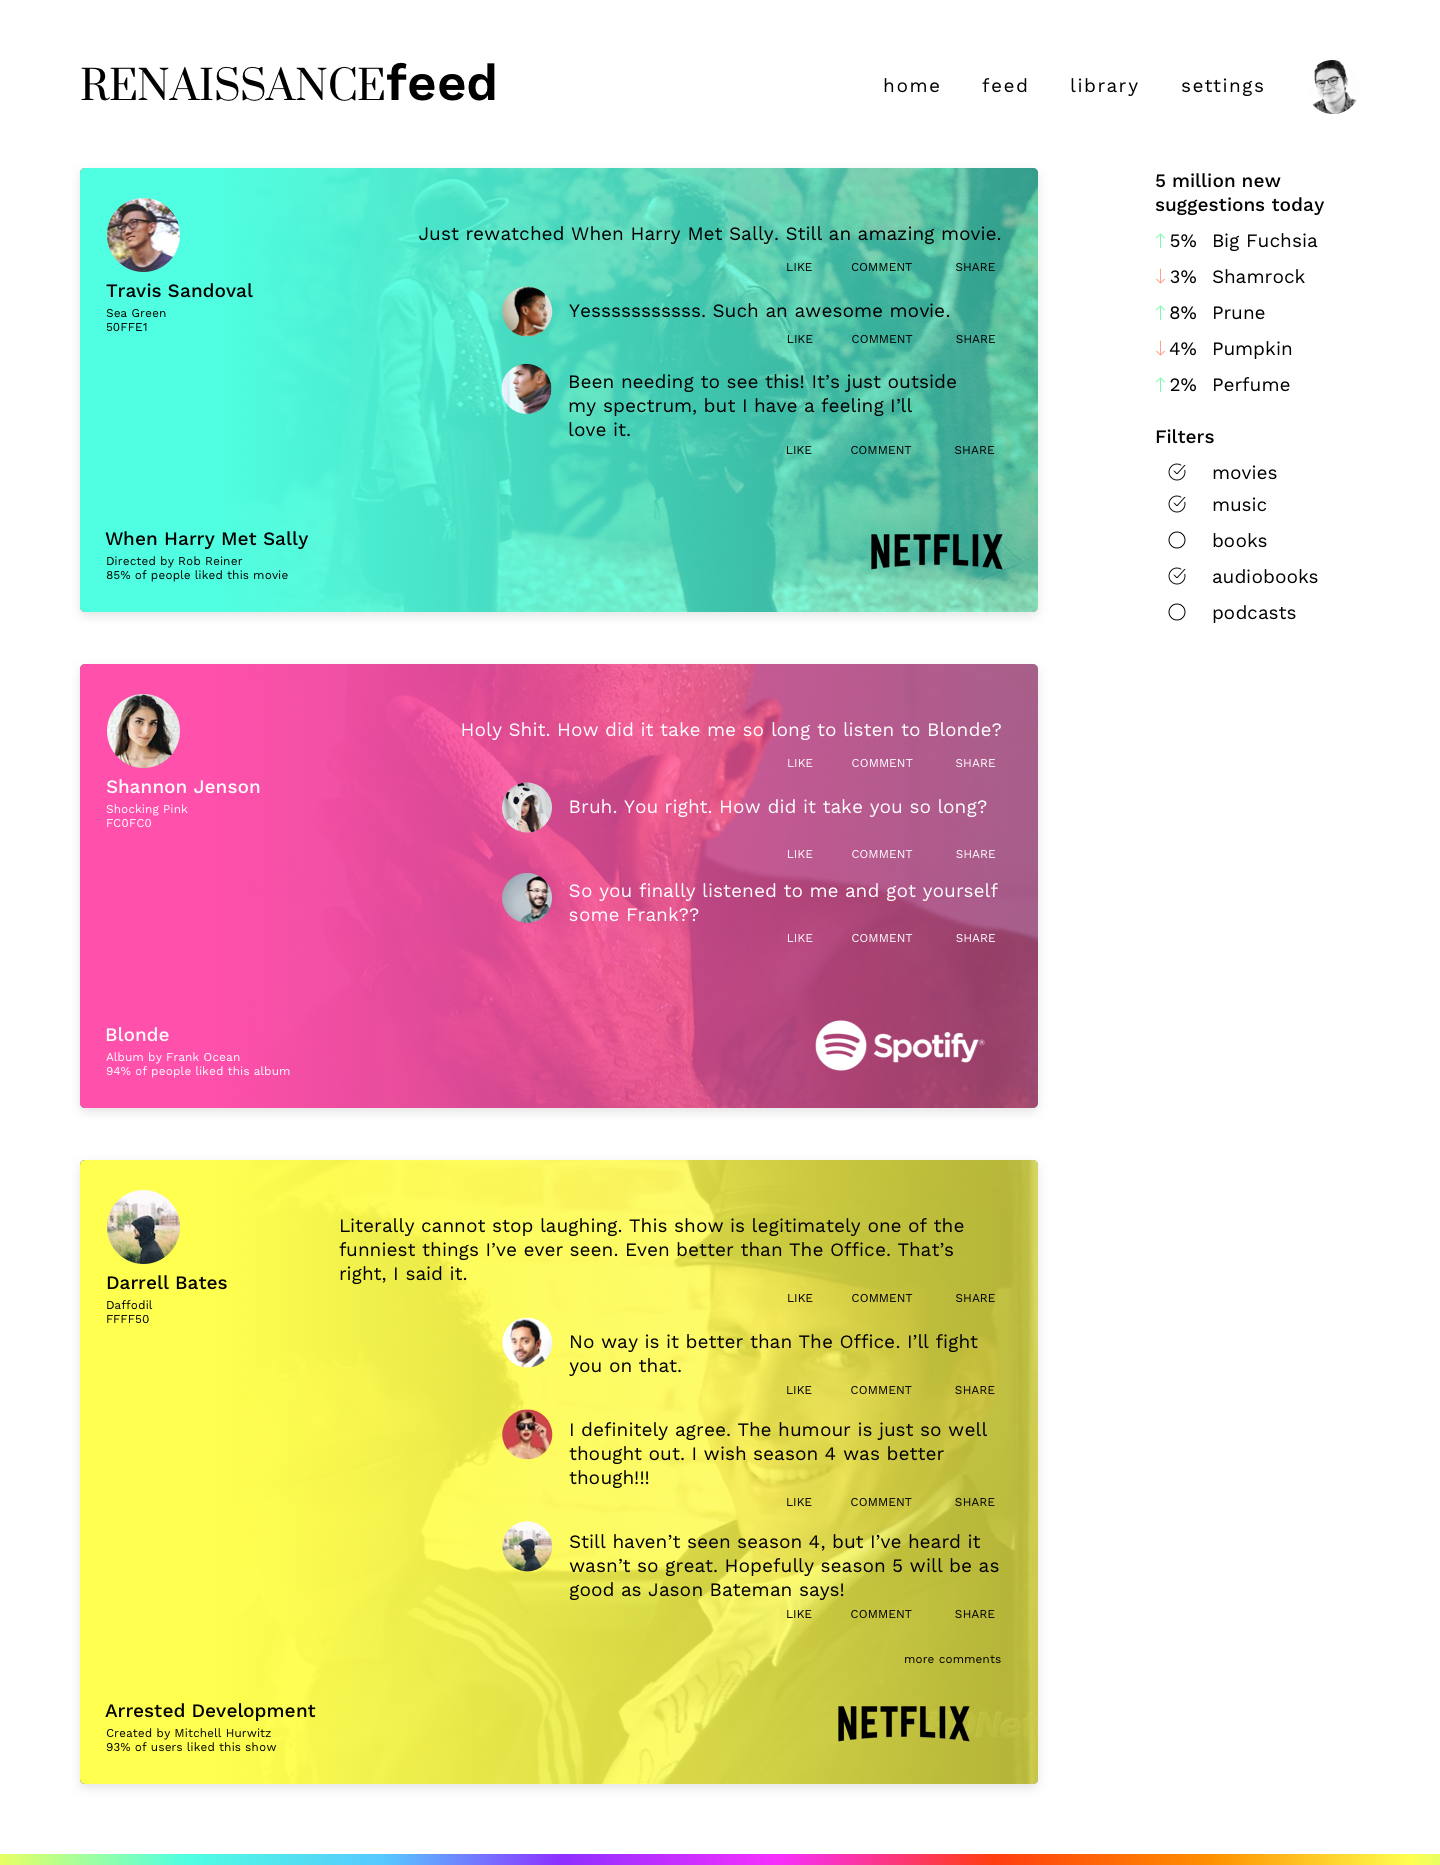 RENAISSANCEfeed
home feed library settings
Travis Sandoval
Sea Green
50FFE1
Just rewatched When Harry Met Sally. Still an amazing movie.
LIKE COMMENT SHARE
Yesssssssssss. Such an awesome movie.
LIKE COMMENT SHARE
Been needing to see this! It’s just outside
my spectrum, but I have a feeling I’ll
love it.
LIKE COMMENT SHARE
When Harry Met Sally
Directed by Rob Reiner
85% of people liked this movie
NETFLIX
Shannon Jenson
Shocking Pink
FC0FC0
Holy Shit. How did it take me so long to listen to Blonde?
LIKE COMMENT SHARE
Bruh. You right. How did it take you so long?
LIKE COMMENT SHARE
So you finally listened to me and got yourself
some Frank??
LIKE COMMENT SHARE
Blonde
Album by Frank Ocean
94% of people liked this album
Spotify®
Darrell Bates
Daffodil
FFFF50
Literally cannot stop laughing. This show is legitimately one of the
funniest things I’ve ever seen. Even better than The Office. That’s
right, I said it.
LIKE COMMENT SHARE
No way is it better than The Office. I’ll fight
you on that.
LIKE COMMENT SHARE
I definitely agree. The humour is just so well
thought out. I wish season 4 was better
though!!!
LIKE COMMENT SHARE
Still haven’t seen season 4, but I’ve heard it
wasn’t so great. Hopefully season 5 will be as
good as Jason Bateman says!
LIKE COMMENT SHARE
more comments
Arrested Development
Created by Mitchell Hurwitz
93% of users liked this show
NETFLIX
5 million new
suggestions today
↑ 5% Big Fuchsia
↓ 3% Shamrock
↑ 8% Prune
↓ 4% Pumpkin
↑ 2% Perfume
Filters
movies
music
books
audiobooks
podcasts